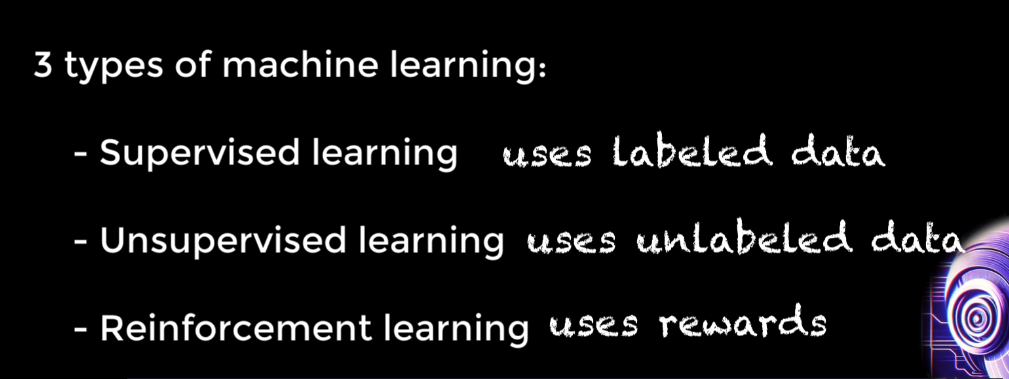 3 types of machine learning:
- Supervised learning uses labeled data
- Unsupervised learning uses unlabeled data
- Reinforcement learning uses rewards